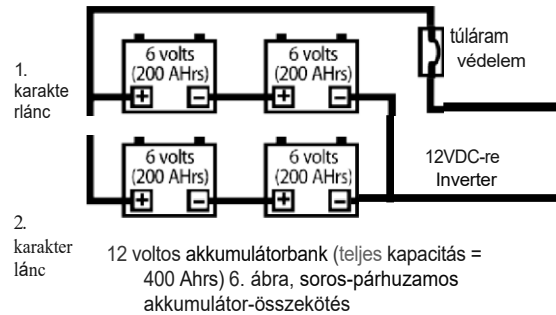 túláram
védelem
6 volts
(200 AHrs)
+ −
6 volts
(200 AHrs)
+ −
1.
karakte
rlánc
6 volts
(200 AHrs)
+ −
6 volts
(200 AHrs)
+ −
12VDC-re
Inverter
2.
karakter
lánc
12 voltos akkumulátorbank (teljes kapacitás =
400 Ahrs) 6. ábra, soros-párhuzamos
akkumulátor-összekötés